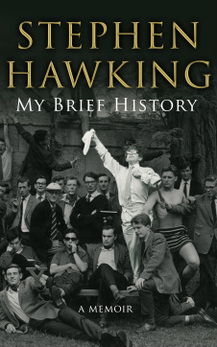 STEPHEN
HAWKING
MY BRIEF HISTORY
A MEMOIR